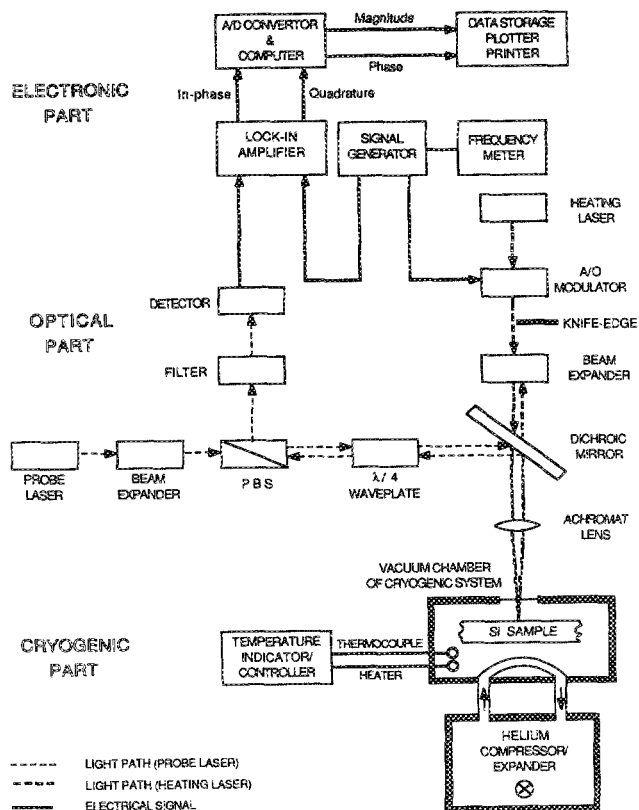 A/D CONVERTOR
&
COMPUTER
Magnitude
Phase
DATA STORAGE
PLOTTER
PRINTER
ELECTRONIC
PART
In-phase
Quadrature
LOCK-IN
AMPLIFIER
SIGNAL
GENERATOR
FREQUENCY
METER
HEATING
LASER
A/O
MODULATOR
DETECTOR
OPTICAL
PART
KNIFE-EDGE
FILTER
BEAM
EXPANDER
DICHROIC
MIRROR
PROBE
LASER
BEAM
EXPANDER
PBS
λ / 4
WAVEPLATE
ACHROMAT
LENS
VACUUM CHAMBER
OF CRYOGENIC SYSTEM
SI SAMPLE
CRYOGENIC
PART
TEMPERATURE
INDICATOR/
CONTROLLER
THERMOCOUPLE
HEATER
HELIUM
COMPRESSOR/
EXPANDER
LIGHT PATH (PROBE LASER)
LIGHT PATH (HEATING LASER)
ELECTRICAL SIGNAL